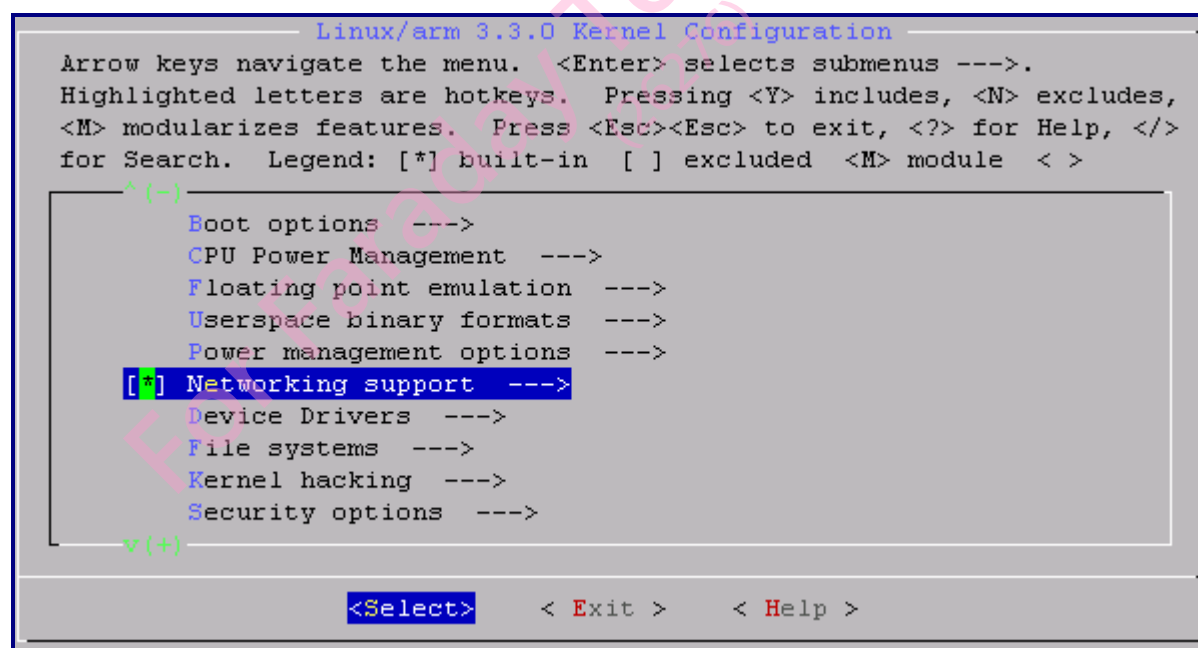 Linux/arm 3.3.0 Kernel Configuration
Arrow keys navigate the menu.  <Enter> selects submenus --->.
Highlighted letters are hotkeys.  Pressing <Y> includes, <N> excludes,
<M> modularizes features.  Press <Esc><Esc> to exit, <?> for Help, </>
for Search.  Legend: [*] built-in  [ ] excluded  <M> module  < >
^(-)
Boot options  --->
CPU Power Management  --->
Floating point emulation  --->
Userspace binary formats  --->
Power management options  --->
[*] Networking support  --->
Device Drivers  --->
File systems  --->
Kernel hacking  --->
Security options  --->
v(+)
<Select>    < Exit >    < Help >
For Faraday